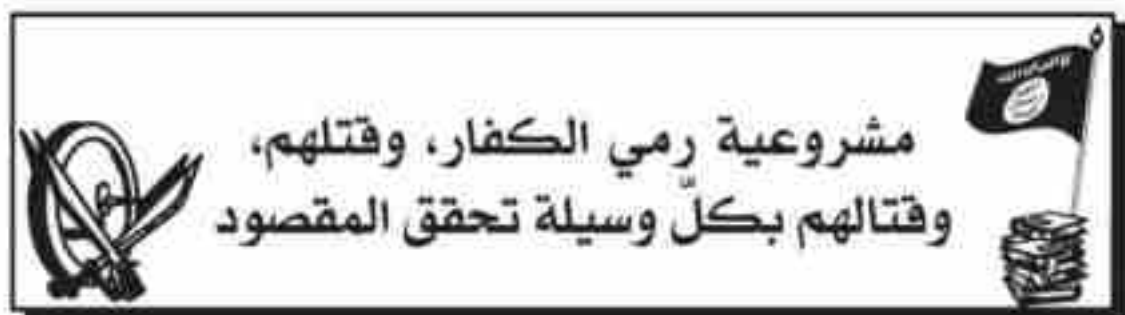 مشروعية رمي الكفار، وقتلهم،
وقتالهم بكلّ وسيلة تحقق المقصود